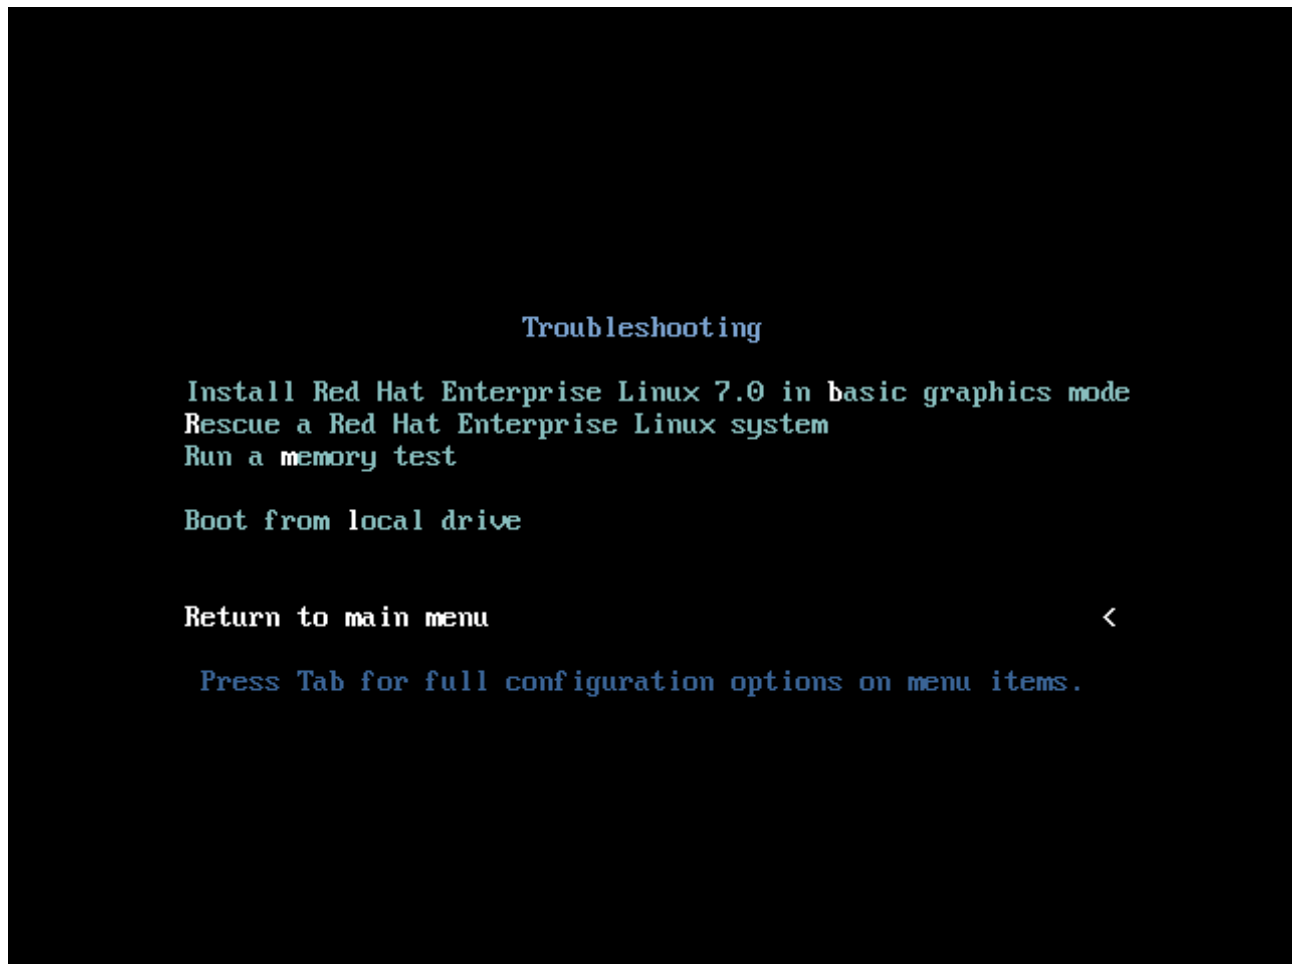 Troubleshooting
Install Red Hat Enterprise Linux 7.0 in basic graphics mode
Rescue a Red Hat Enterprise Linux system
Run a memory test
Boot from local drive
Return to main menu <
Press Tab for full configuration options on menu items.